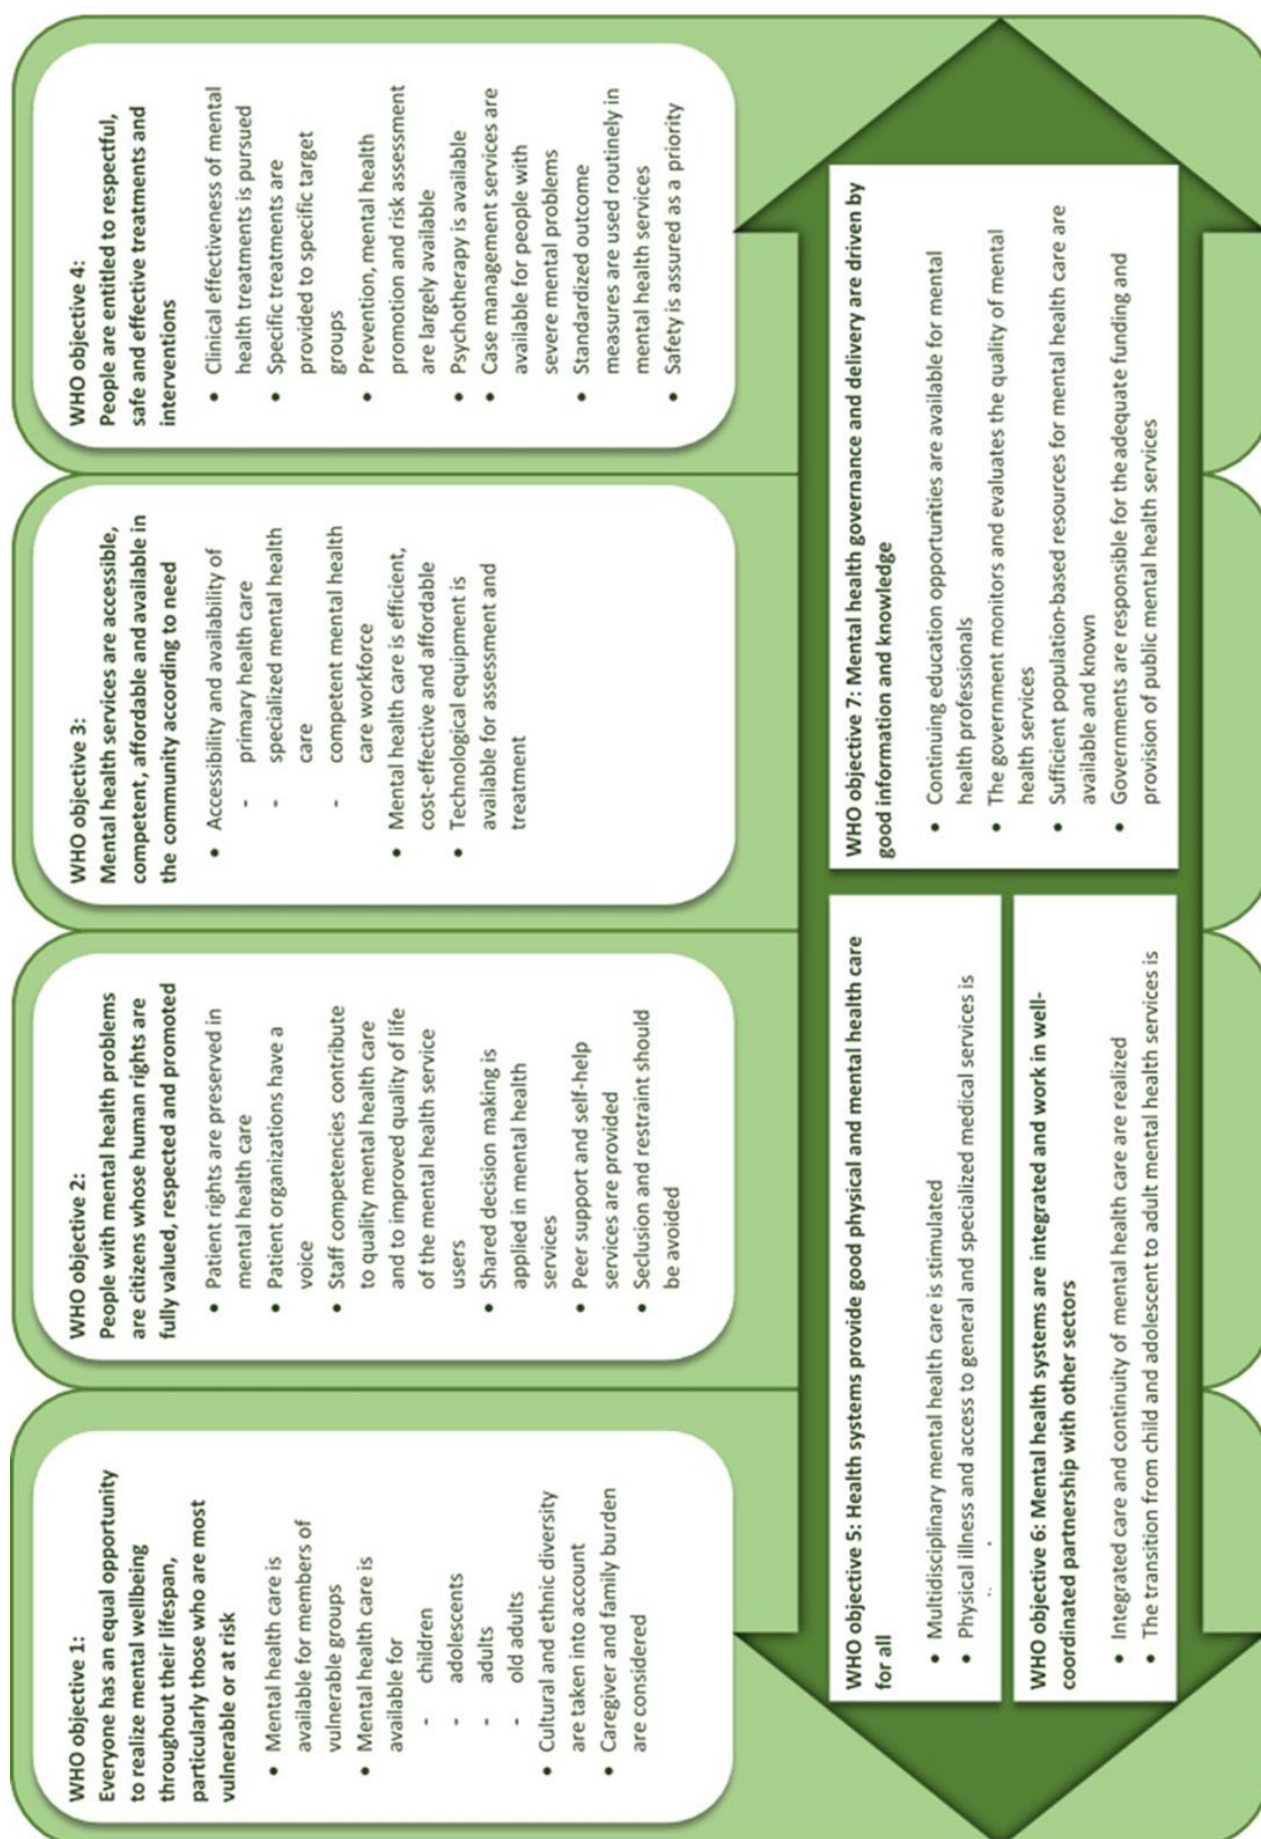 WHO objective 1:
Everyone has an equal opportunity
to realize mental wellbeing
throughout their lifespan,
particularly those who are most
vulnerable or at risk
• Mental health care is
available for members of
vulnerable groups
• Mental health care is
available for
- children
- adolescents
- adults
- old adults
• Cultural and ethnic diversity
are taken into account
• Caregiver and family burden
are considered
WHO objective 2:
People with mental health problems
are citizens whose human rights are
fully valued, respected and promoted
• Patient rights are preserved in
mental health care
• Patient organizations have a
voice
• Staff competencies contribute
to quality mental health care
and to improved quality of life
of the mental health service
users
• Shared decision making is
applied in mental health
services
• Peer support and self-help
services are provided
• Seclusion and restraint should
be avoided
WHO objective 3:
Mental health services are accessible,
competent, affordable and available in
the community according to need
• Accessibility and availability of
- primary health care
- specialized mental health
care
- competent mental health
care workforce
• Mental health care is efficient,
cost-effective and affordable
• Technological equipment is
available for assessment and
treatment
WHO objective 4:
People are entitled to respectful,
safe and effective treatments and
interventions
• Clinical effectiveness of mental
health treatments is pursued
• Specific treatments are
provided to specific target
groups
• Prevention, mental health
promotion and risk assessment
are largely available
• Psychotherapy is available
• Case management services are
available for people with
severe mental problems
• Standardized outcome
measures are used routinely in
mental health services
• Safety is assured as a priority
WHO objective 5: Health systems provide good physical and mental health care
for all
• Multidisciplinary mental health care is stimulated
• Physical illness and access to general and specialized medical services is
WHO objective 6: Mental health systems are integrated and work in well-
coordinated partnership with other sectors
• Integrated care and continuity of mental health care are realized
• The transition from child and adolescent to adult mental health services is
WHO objective 7: Mental health governance and delivery are driven by
good information and knowledge
• Continuing education opportunities are available for mental
health professionals
• The government monitors and evaluates the quality of mental
health services
• Sufficient population-based resources for mental health care are
available and known
• Governments are responsible for the adequate funding and
provision of public mental health services